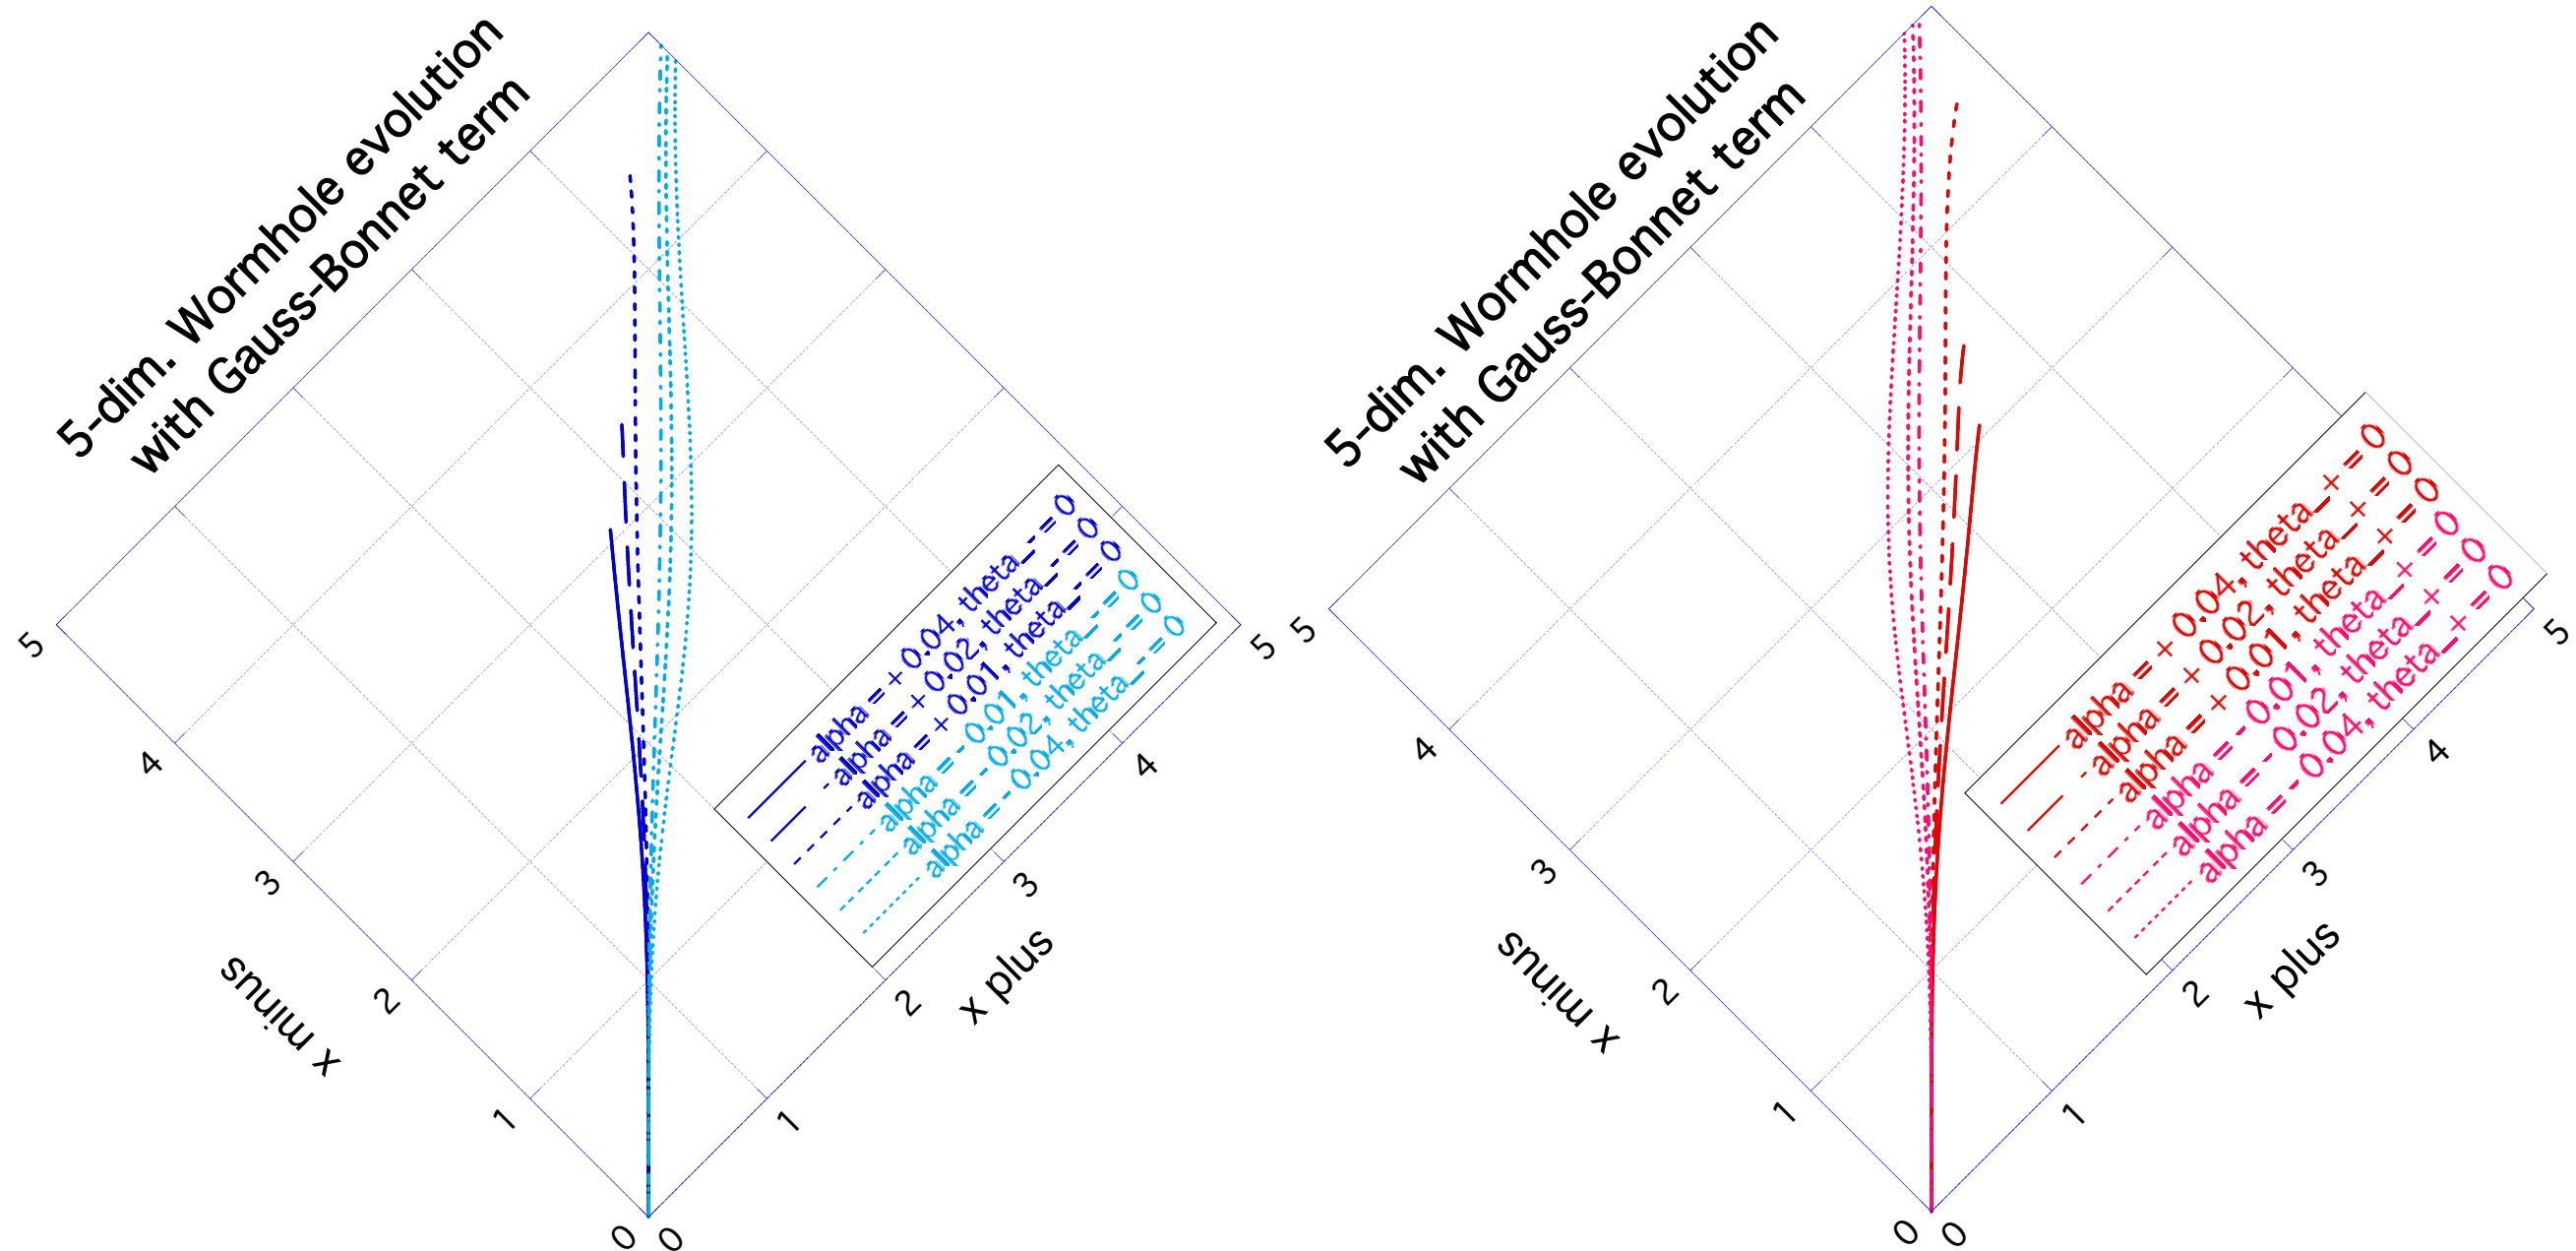 5-dim. Wormhole evolution
with Gauss-Bonnet term
alpha = + 0.04, theta_- = 0
alpha = + 0.02, theta_- = 0
alpha = + 0.01, theta_- = 0
alpha = - 0.01, theta_- = 0
alpha = - 0.02, theta_- = 0
alpha = - 0.04, theta_- = 0
5
4
3
2
1
0
x minus
0
1
2
3
4
5
x plus
5-dim. Wormhole evolution
with Gauss-Bonnet term
alpha = + 0.04, theta_+ = 0
alpha = + 0.02, theta_+ = 0
alpha = + 0.01, theta_+ = 0
alpha = - 0.01, theta_+ = 0
alpha = - 0.02, theta_+ = 0
alpha = - 0.04, theta_+ = 0
5
4
3
2
1
0
x minus
0
1
2
3
4
5
x plus